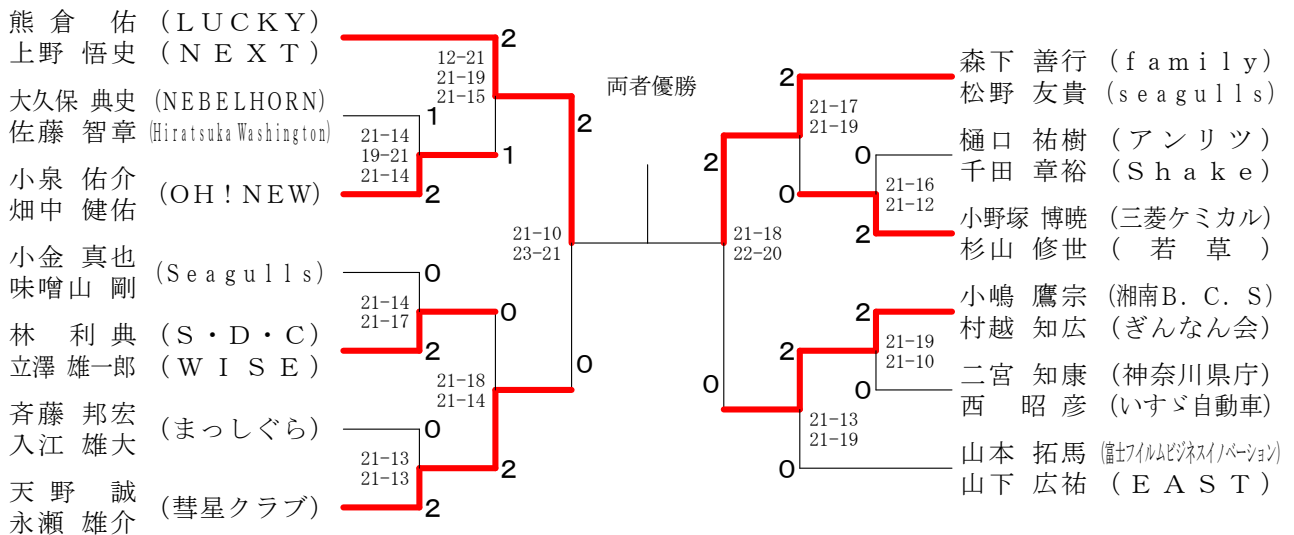 熊倉 佑 (LUCKY)
上野 悟史 (NEXT)
2
12-21
21-19
21-15
大久保 典史 (NEBELHORN)
佐藤 智章 (Hiratsuka Washington)
1
21-14
19-21
21-14
1
小泉 佑介
畑中 健佑
(OH!NEW)
2
2
21-10
23-21
小金 真也
味噌山 剛
(Seagulls)
0
21-14
21-17
0
林 利典 (S・D・C)
立澤 雄一郎 (WISE)
2
21-18
21-14
0
斉藤 邦宏
入江 雄大
(まっしぐら)
0
21-13
21-13
2
天野 誠
永瀬 雄介
(彗星クラブ)
2
両者優勝
森下 善行 (family)
松野 友貴 (seagulls)
2
21-17
21-19
樋口 祐樹 (アンリツ)
千田 章裕 (Shake)
0
21-16
21-12
0
小野塚 博暁 (三菱ケミカル)
杉山 修世 (若草)
2
2
21-18
22-20
小嶋 鷹宗 (湘南B.C.S)
村越 知広 (ぎんなん会)
2
21-19
21-10
2
二宮 知康 (神奈川県庁)
西 昭彦 (いすゞ自動車)
0
0
21-13
21-19
山本 拓馬 (富士フイルムビジネスイノベーション)
山下 広祐 (EAST)
0